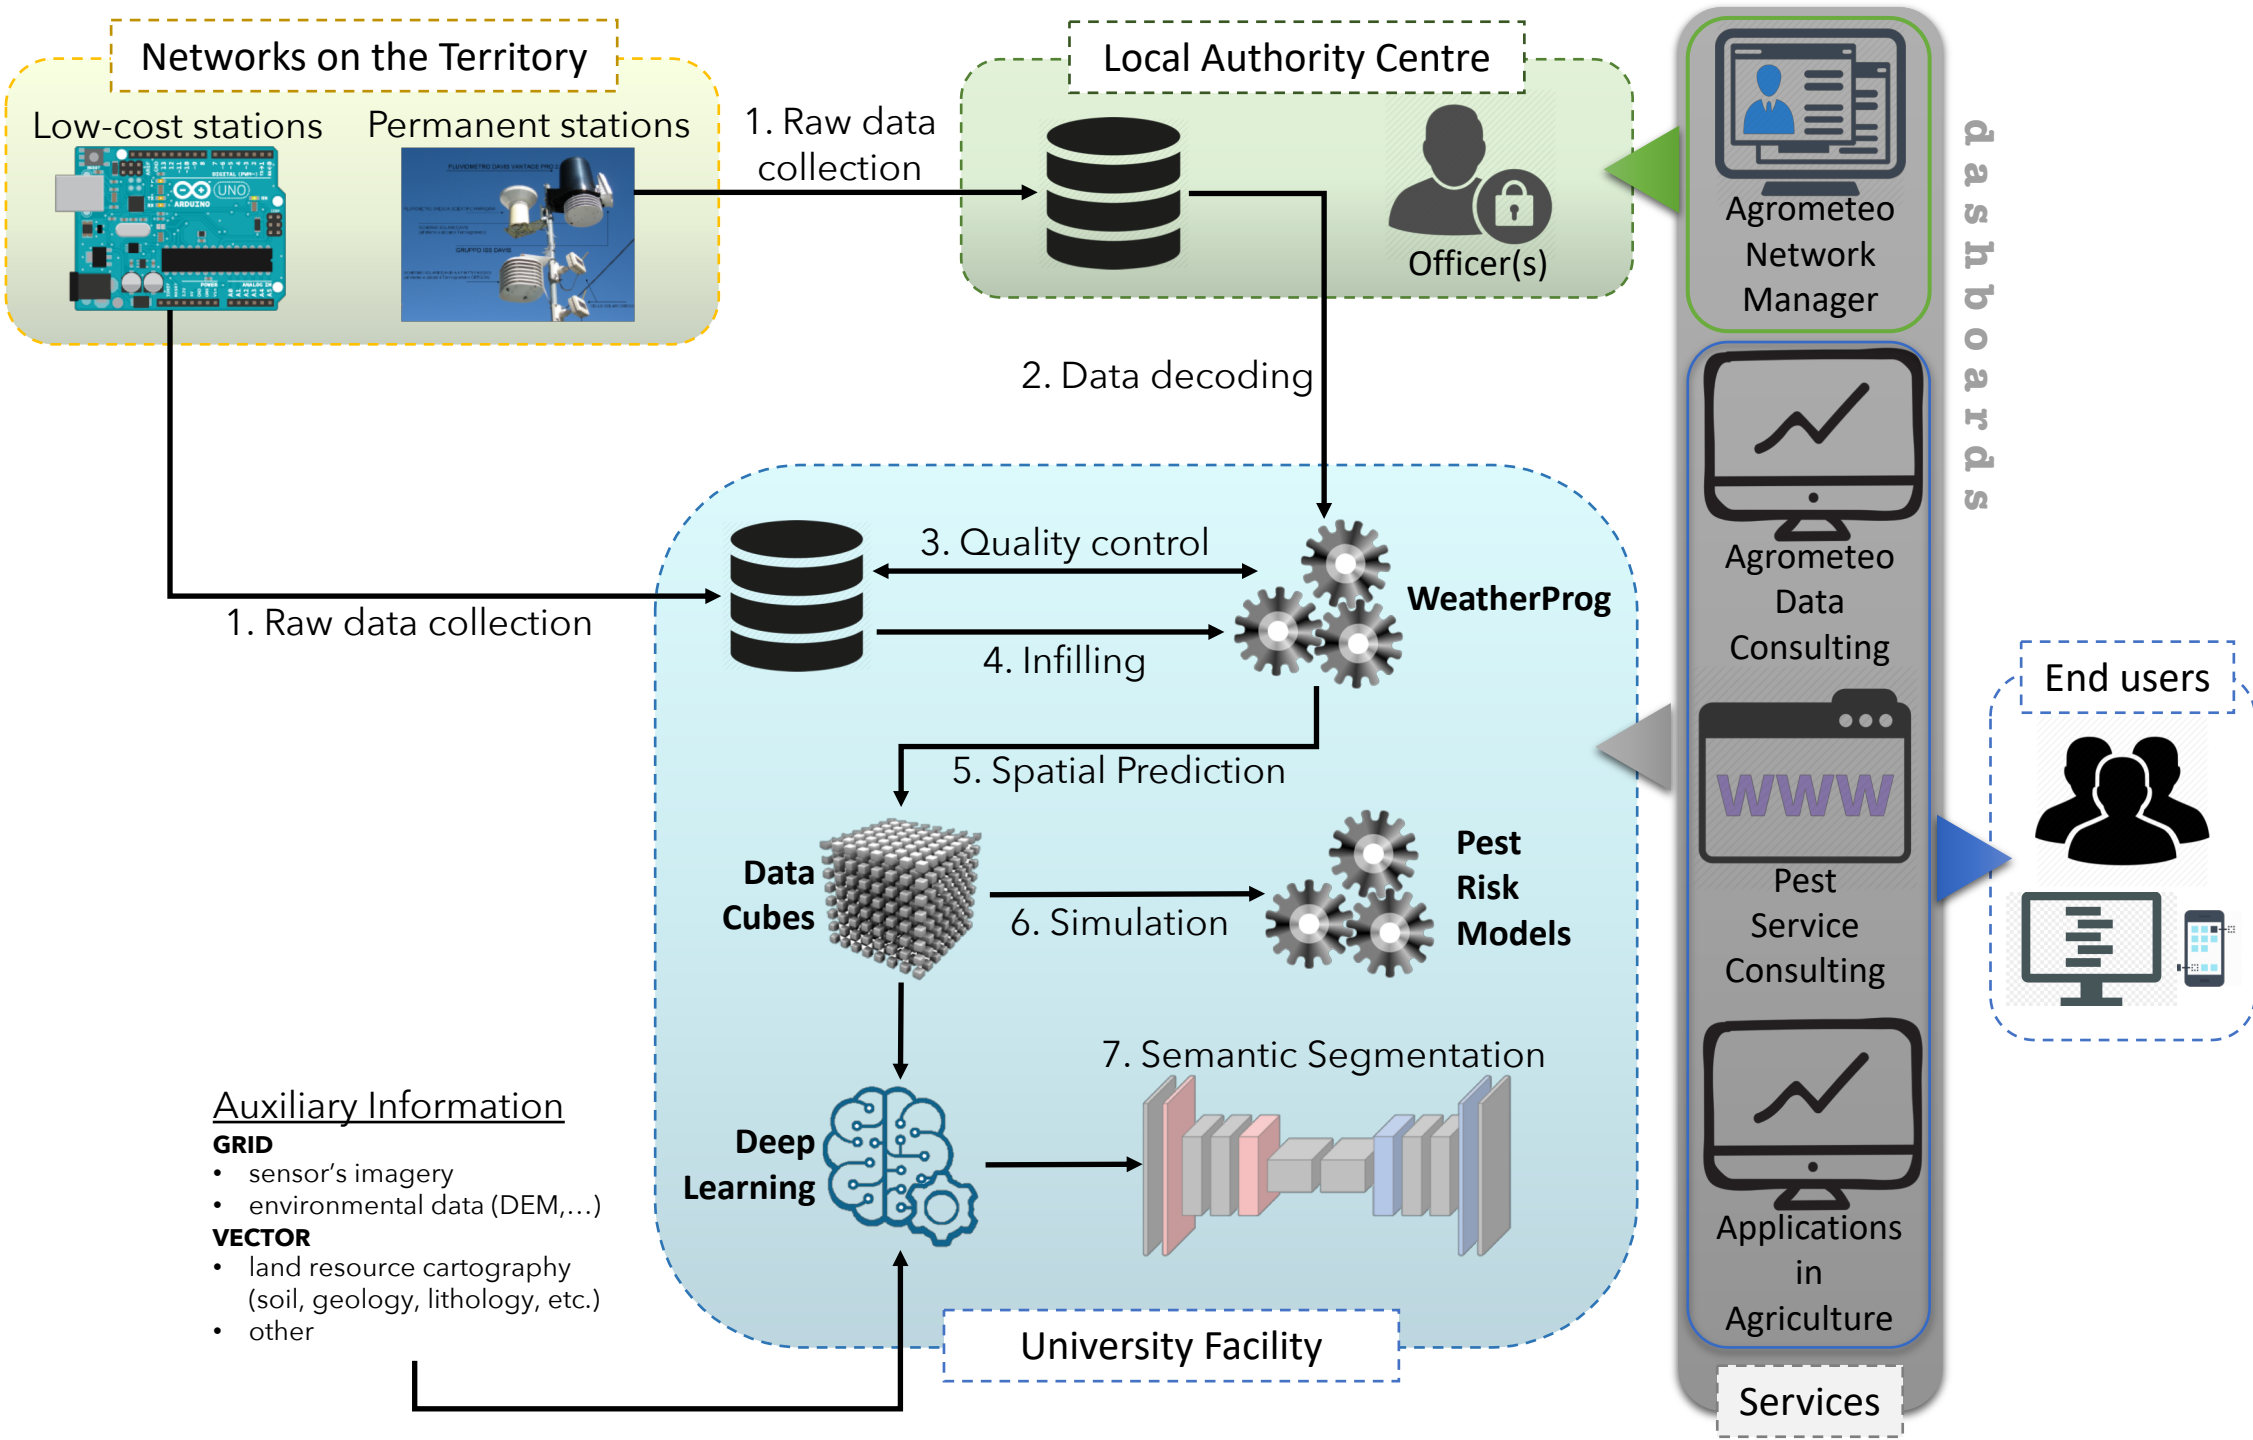 Networks on the Territory
Low-cost stations
Permanent stations
UNO
ARDUINO
1. Raw data
collection
Local Authority Centre
Officer(s)
2. Data decoding
1. Raw data collection
3. Quality control
WeatherProg
4. Infilling
5. Spatial Prediction
Data
Cubes
6. Simulation
Pest
Risk
Models
7. Semantic Segmentation
Deep
Learning
University Facility
Auxiliary Information
GRID
• sensor's imagery
• environmental data (DEM,...)
VECTOR
• land resource cartography
(soil, geology, lithology, etc.)
• other
Agrometeo
Network
Manager
Agrometeo
Data
Consulting
WWW
Pest
Service
Consulting
Applications
in
Agriculture
Services
dashboards
End users